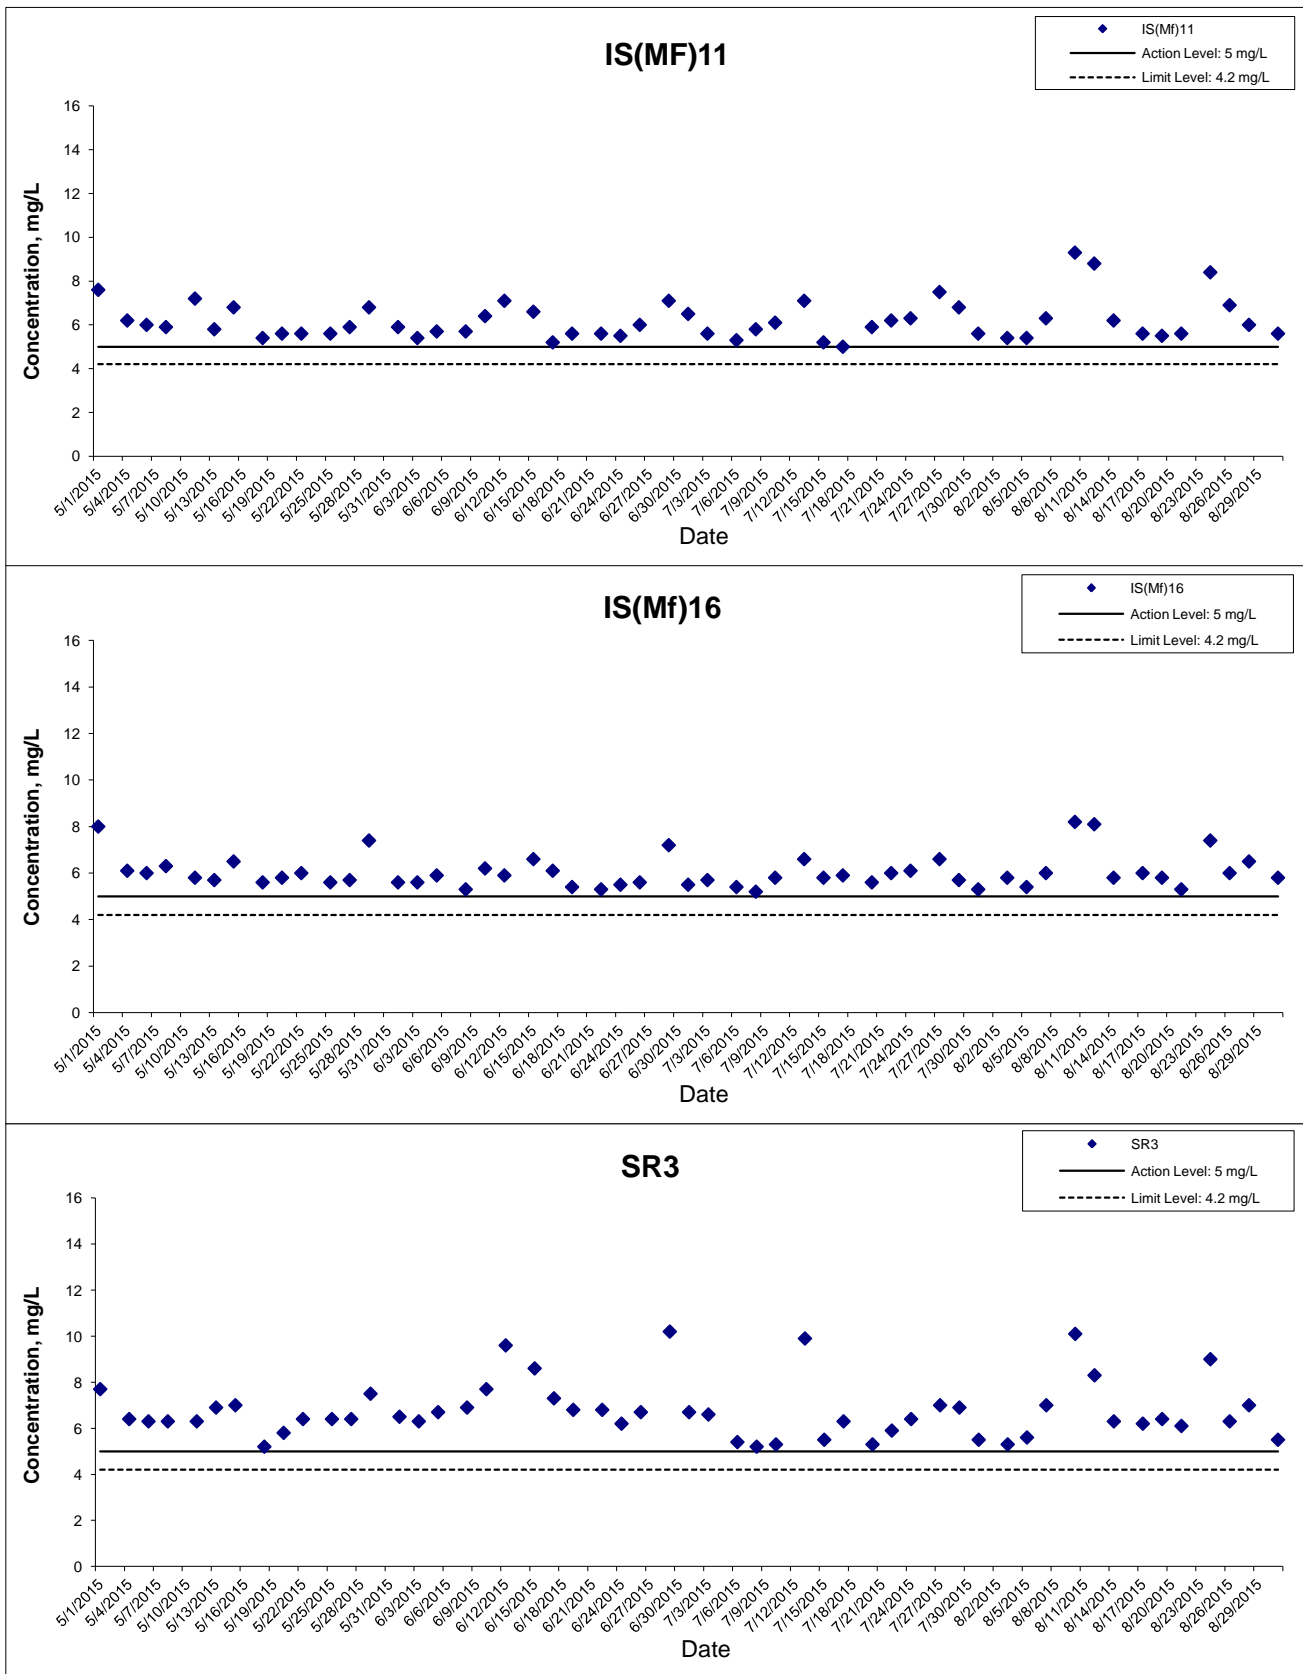 IS(MF)11
IS(Mf)11
Action Level: 5 mg/L
Limit Level: 4.2 mg/L
Concentration, mg/L
16
14
12
10
8
6
4
2
0
5/1/2015 5/4/2015 5/7/2015 5/10/2015 5/13/2015 5/16/2015 5/19/2015 5/22/2015 5/25/2015 5/28/2015 5/31/2015 6/3/2015 6/6/2015 6/9/2015 6/12/2015 6/15/2015 6/18/2015 6/21/2015 6/24/2015 6/27/2015 6/30/2015 7/3/2015 7/6/2015 7/9/2015 7/12/2015 7/15/2015 7/18/2015 7/21/2015 7/24/2015 7/27/2015 7/30/2015 8/2/2015 8/5/2015 8/8/2015 8/11/2015 8/14/2015 8/17/2015 8/20/2015 8/23/2015 8/26/2015 8/29/2015
Date
IS(Mf)16
IS(Mf)16
Action Level: 5 mg/L
Limit Level: 4.2 mg/L
Concentration, mg/L
16
14
12
10
8
6
4
2
0
5/1/2015 5/4/2015 5/7/2015 5/10/2015 5/13/2015 5/16/2015 5/19/2015 5/22/2015 5/25/2015 5/28/2015 5/31/2015 6/3/2015 6/6/2015 6/9/2015 6/12/2015 6/15/2015 6/18/2015 6/21/2015 6/24/2015 6/27/2015 6/30/2015 7/3/2015 7/6/2015 7/9/2015 7/12/2015 7/15/2015 7/18/2015 7/21/2015 7/24/2015 7/27/2015 7/30/2015 8/2/2015 8/5/2015 8/8/2015 8/11/2015 8/14/2015 8/17/2015 8/20/2015 8/23/2015 8/26/2015 8/29/2015
Date
SR3
SR3
Action Level: 5 mg/L
Limit Level: 4.2 mg/L
Concentration, mg/L
16
14
12
10
8
6
4
2
0
5/1/2015 5/4/2015 5/7/2015 5/10/2015 5/13/2015 5/16/2015 5/19/2015 5/22/2015 5/25/2015 5/28/2015 5/31/2015 6/3/2015 6/6/2015 6/9/2015 6/12/2015 6/15/2015 6/18/2015 6/21/2015 6/24/2015 6/27/2015 6/30/2015 7/3/2015 7/6/2015 7/9/2015 7/12/2015 7/15/2015 7/18/2015 7/21/2015 7/24/2015 7/27/2015 7/30/2015 8/2/2015 8/5/2015 8/8/2015 8/11/2015 8/14/2015 8/17/2015 8/20/2015 8/23/2015 8/26/2015 8/29/2015
Date